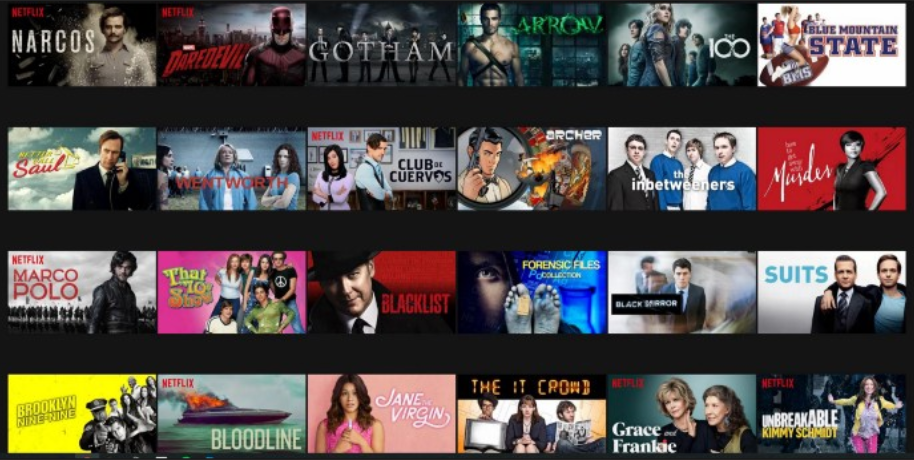 NETFLIX
NARCOS
NETFLIX
MARVEL
DAREDEVIL
GOTHAM
ARROW
THE
100
BLUE MOUNTAIN
STATE
BMS
BETTER
CALL
Saul
WENTWORTH
NETFLIX
CLUB DE
CUERVOS
ARCHER
the
inbetweeners
how
to
get
away
with
Murder
NETFLIX
MARCO
POLO
That
'70s
Show
BLACKLIST
FORENSIC FILES
COLLECTION
BLACK MIRROR
SUITS
BROOKLYN
NINE-NINE
NETFLIX
BLOODLINE
JANE THE
VIRGIN
THE IT CROWD
NETFLIX
Grace and
Frankie
NETFLIX
UNBREAKABLE
KIMMY SCHMIDT